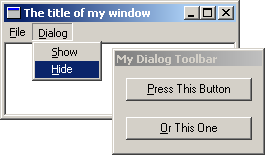 The title of my window
File Dialog
Show
Hide
My Dialog Toolbar
Press This Button
Or This One